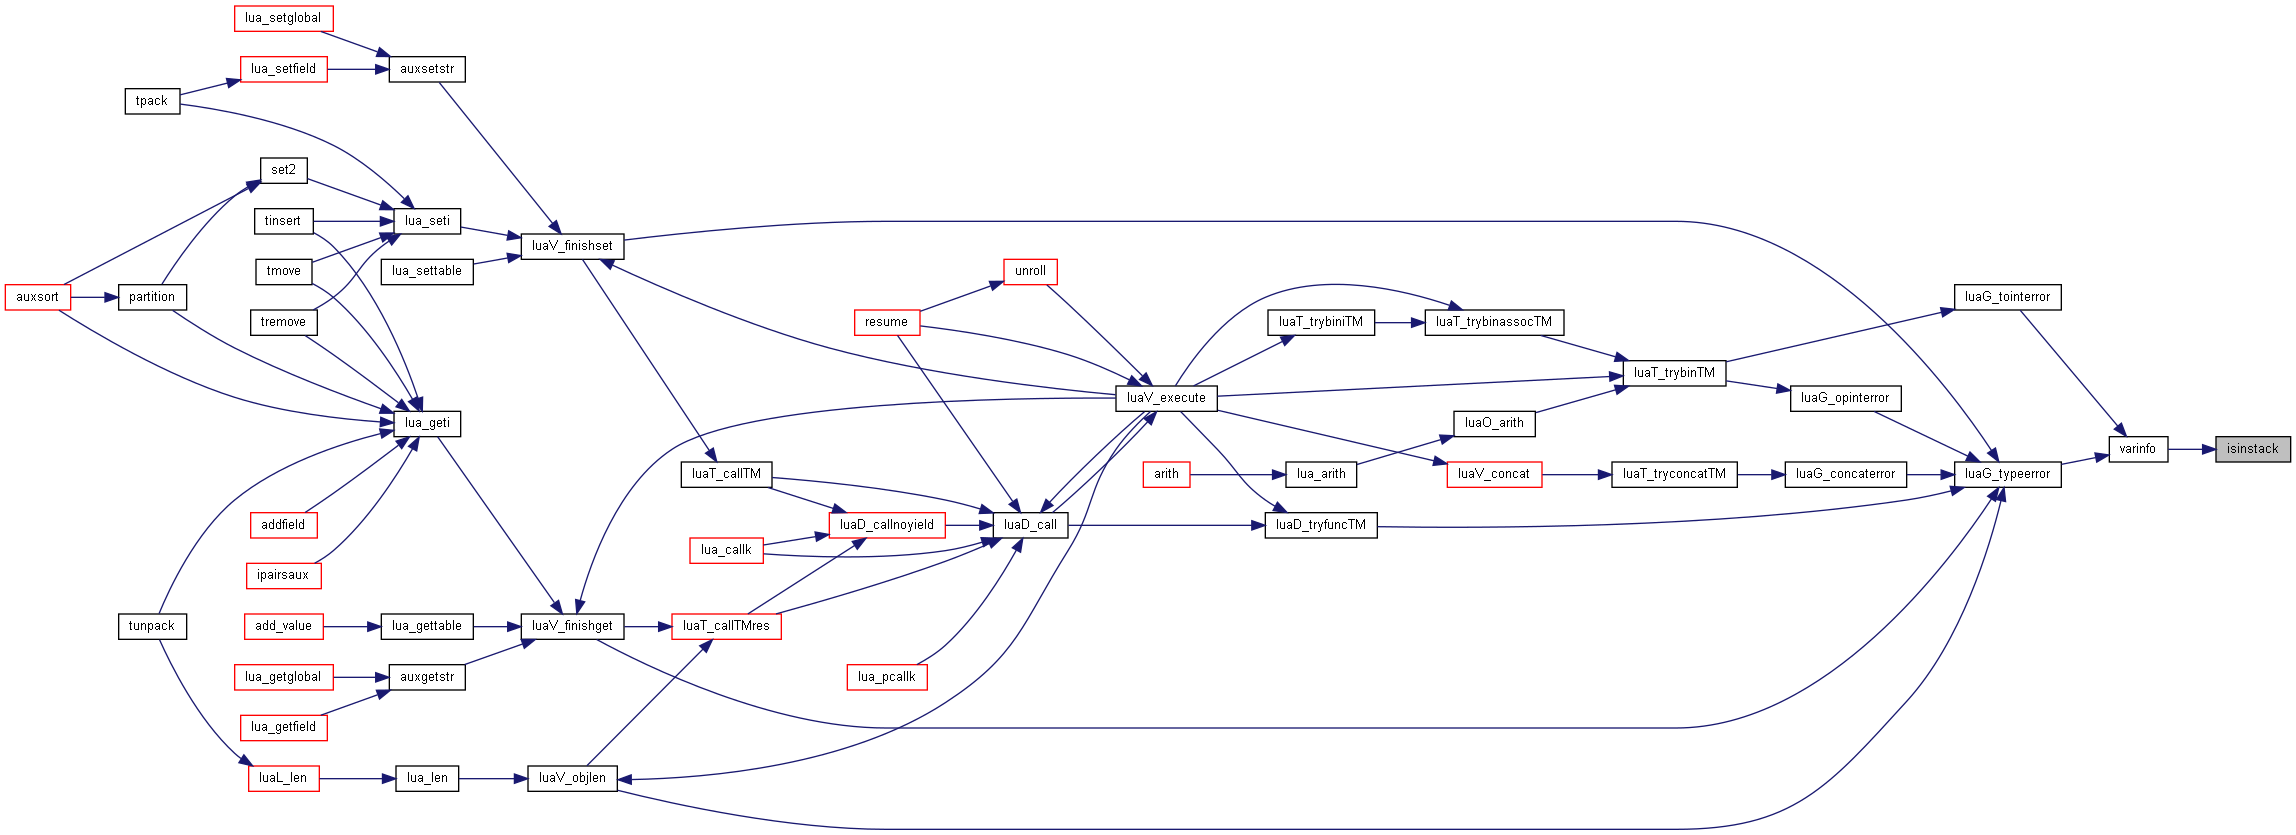 lua_setglobal
lua_setfield
auxsetstr
tpack
set2
tinsert
lua_seti
luaV_finishset
tmove
lua_settable
unroll
auxsort
partition
luaG_tointerror
tremove
resume
luaT_trybiniTM
luaT_trybinassocTM
luaT_trybinTM
luaV_execute
luaG_opinterror
lua_geti
luaO_arith
varinfo
isinstack
luaT_callTM
arith
lua_arith
luaV_concat
luaT_tryconcatTM
luaG_concaterror
luaG_typeerror
addfield
luaD_callnoyield
luaD_call
luaD_tryfuncTM
lua_callk
ipairsaux
tunpack
add_value
lua_gettable
luaV_finishget
luaT_callTMres
lua_getglobal
auxgetstr
lua_pcallk
lua_getfield
luaL_len
lua_len
luaV_objlen